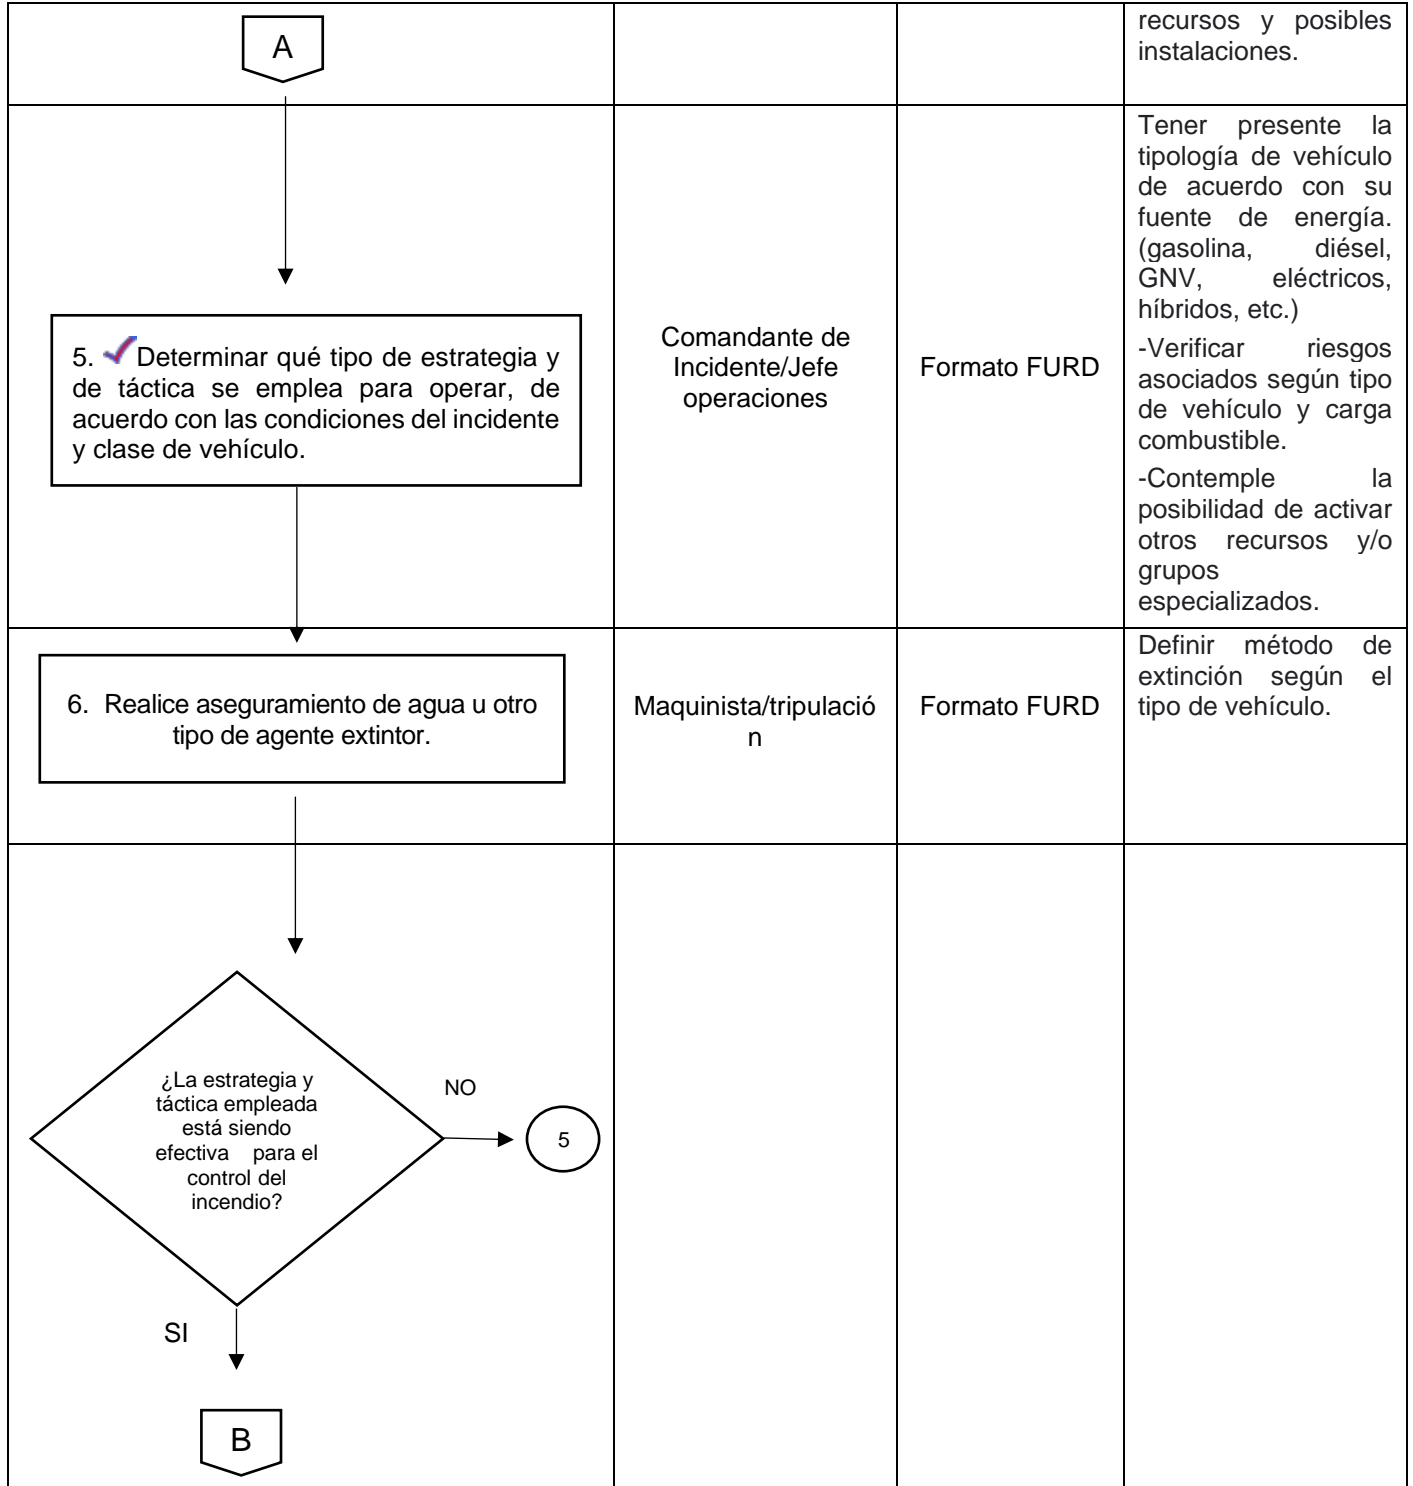 A
recursos y posibles
instalaciones.
5. Determinar qué tipo de estrategia y
de táctica se emplea para operar, de
acuerdo con las condiciones del incidente
y clase de vehículo.
Comandante de
Incidente/Jefe
operaciones
Formato FURD
Tener presente la
tipología de vehículo
de acuerdo con su
fuente de energía.
(gasolina, diésel,
GNV, eléctricos,
híbridos, etc.)
-Verificar riesgos
asociados según tipo
de vehículo y carga
combustible.
-Contemple la
posibilidad de activar
otros recursos y/o
grupos
especializados.
6. Realice aseguramiento de agua u otro
tipo de agente extintor.
Maquinista/tripulació
n
Formato FURD
Definir método de
extinción según el
tipo de vehículo.
¿La estrategia y
táctica empleada
está siendo
efectiva para el
control del
incendio?
NO
5
SI
B